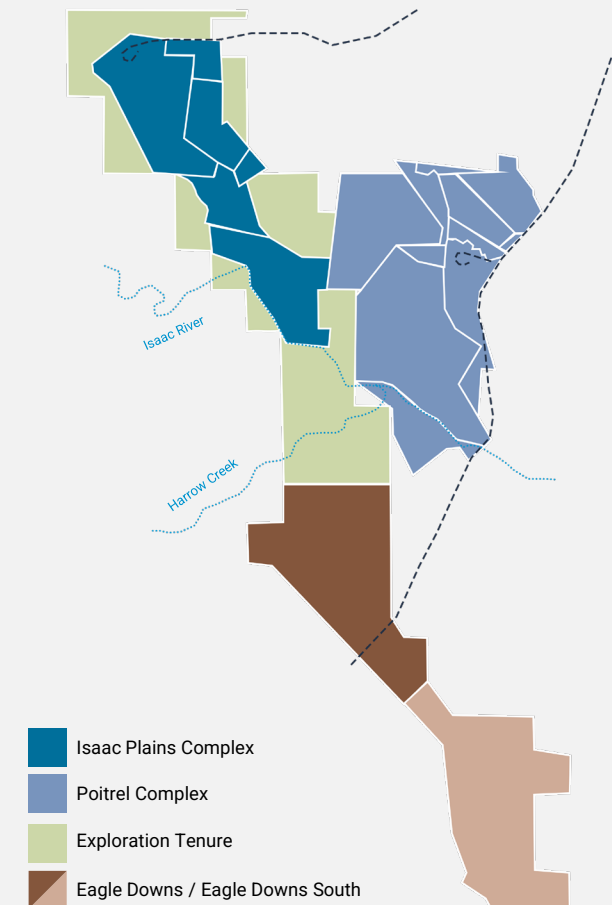 Isaac River
Harrow Creek
Isaac Plains Complex
Poitrel Complex
Exploration Tenure
Eagle Downs / Eagle Downs South